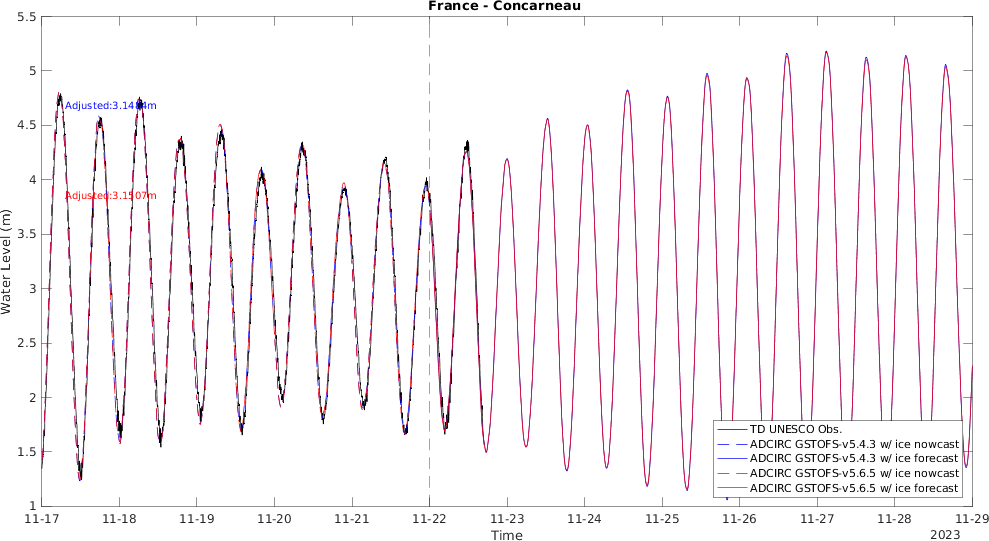 France - Concarneau
5.5
5
4.5
4
3.5
3
2.5
2
1.5
1
Water Level (m)
Adjusted:3.1484m
Adjusted:3.1507m
TD UNESCO Obs.
ADCIRC GSTOFS-v5.4.3 w/ ice nowcast
ADCIRC GSTOFS-v5.4.3 w/ ice forecast
ADCIRC GSTOFS-v5.6.5 w/ ice nowcast
ADCIRC GSTOFS-v5.6.5 w/ ice forecast
11-17 11-18 11-19 11-20 11-21 11-22 11-23 11-24 11-25 11-26 11-27 11-28 11-29
Time
2023